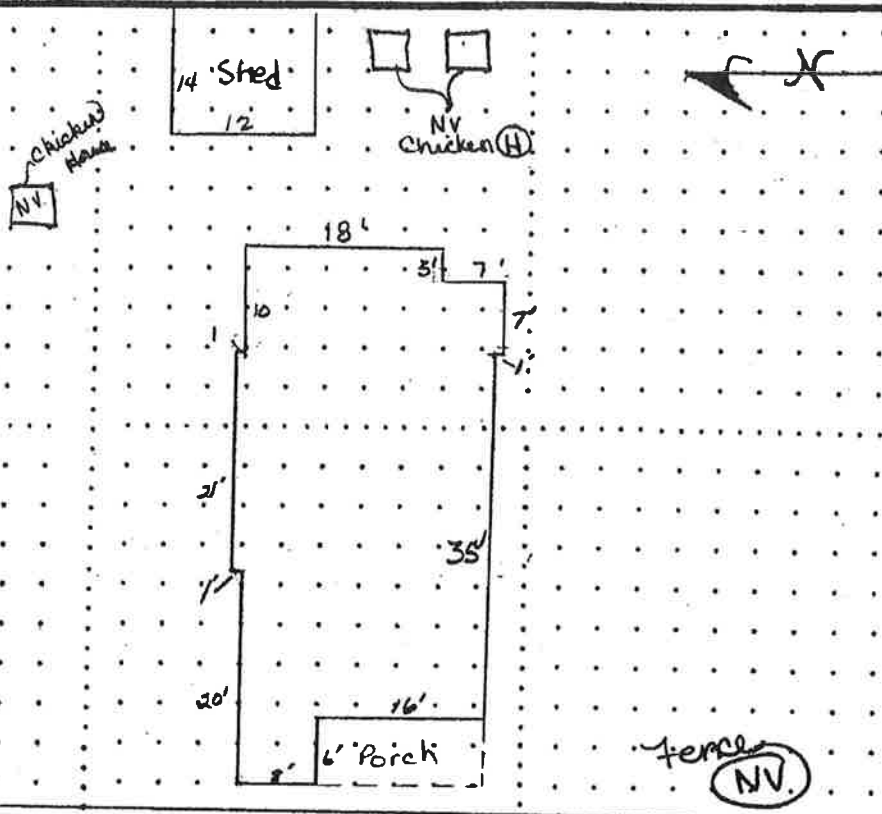 14 Shed
12
NV
Chicken (H)
N
Chicken
House
NV.
18'
3'
7'
10
7'
1
1'
21'
35'
1'
20'
16'
6' Porch
8'
Fence
NV.